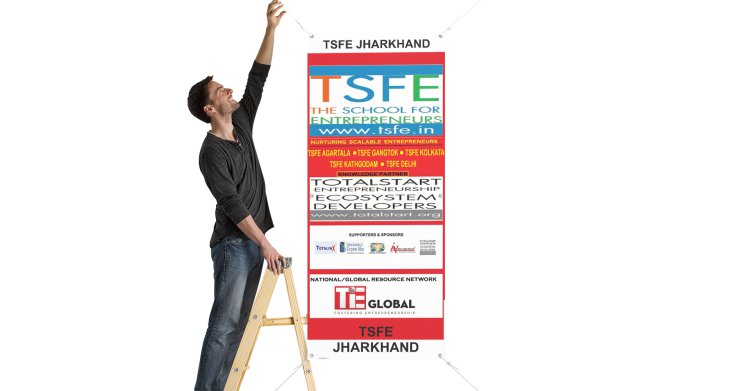 TSFE JHARKHAND
TSFE
THE SCHOOL FOR
ENTREPRENEURS
www.tsfe.in
NURTURING SCALABLE ENTREPRENEURS
TSFE AGARTALA • TSFE GANGTOK • TSFE KOLKATA
TSFE KATHGODAM • TSFE DELHI
KNOWLEDGE PARTNER
TOTALSTART
ENTREPRENEURSHIP
ECOSYSTEM
DEVELOPERS
www.totalstart.org
SUPPORTERS & SPONSORS
NATIONAL/GLOBAL RESOURCE NETWORK
TiE GLOBAL
FOSTERING ENTREPRENEURSHIP
TSFE
JHARKHAND